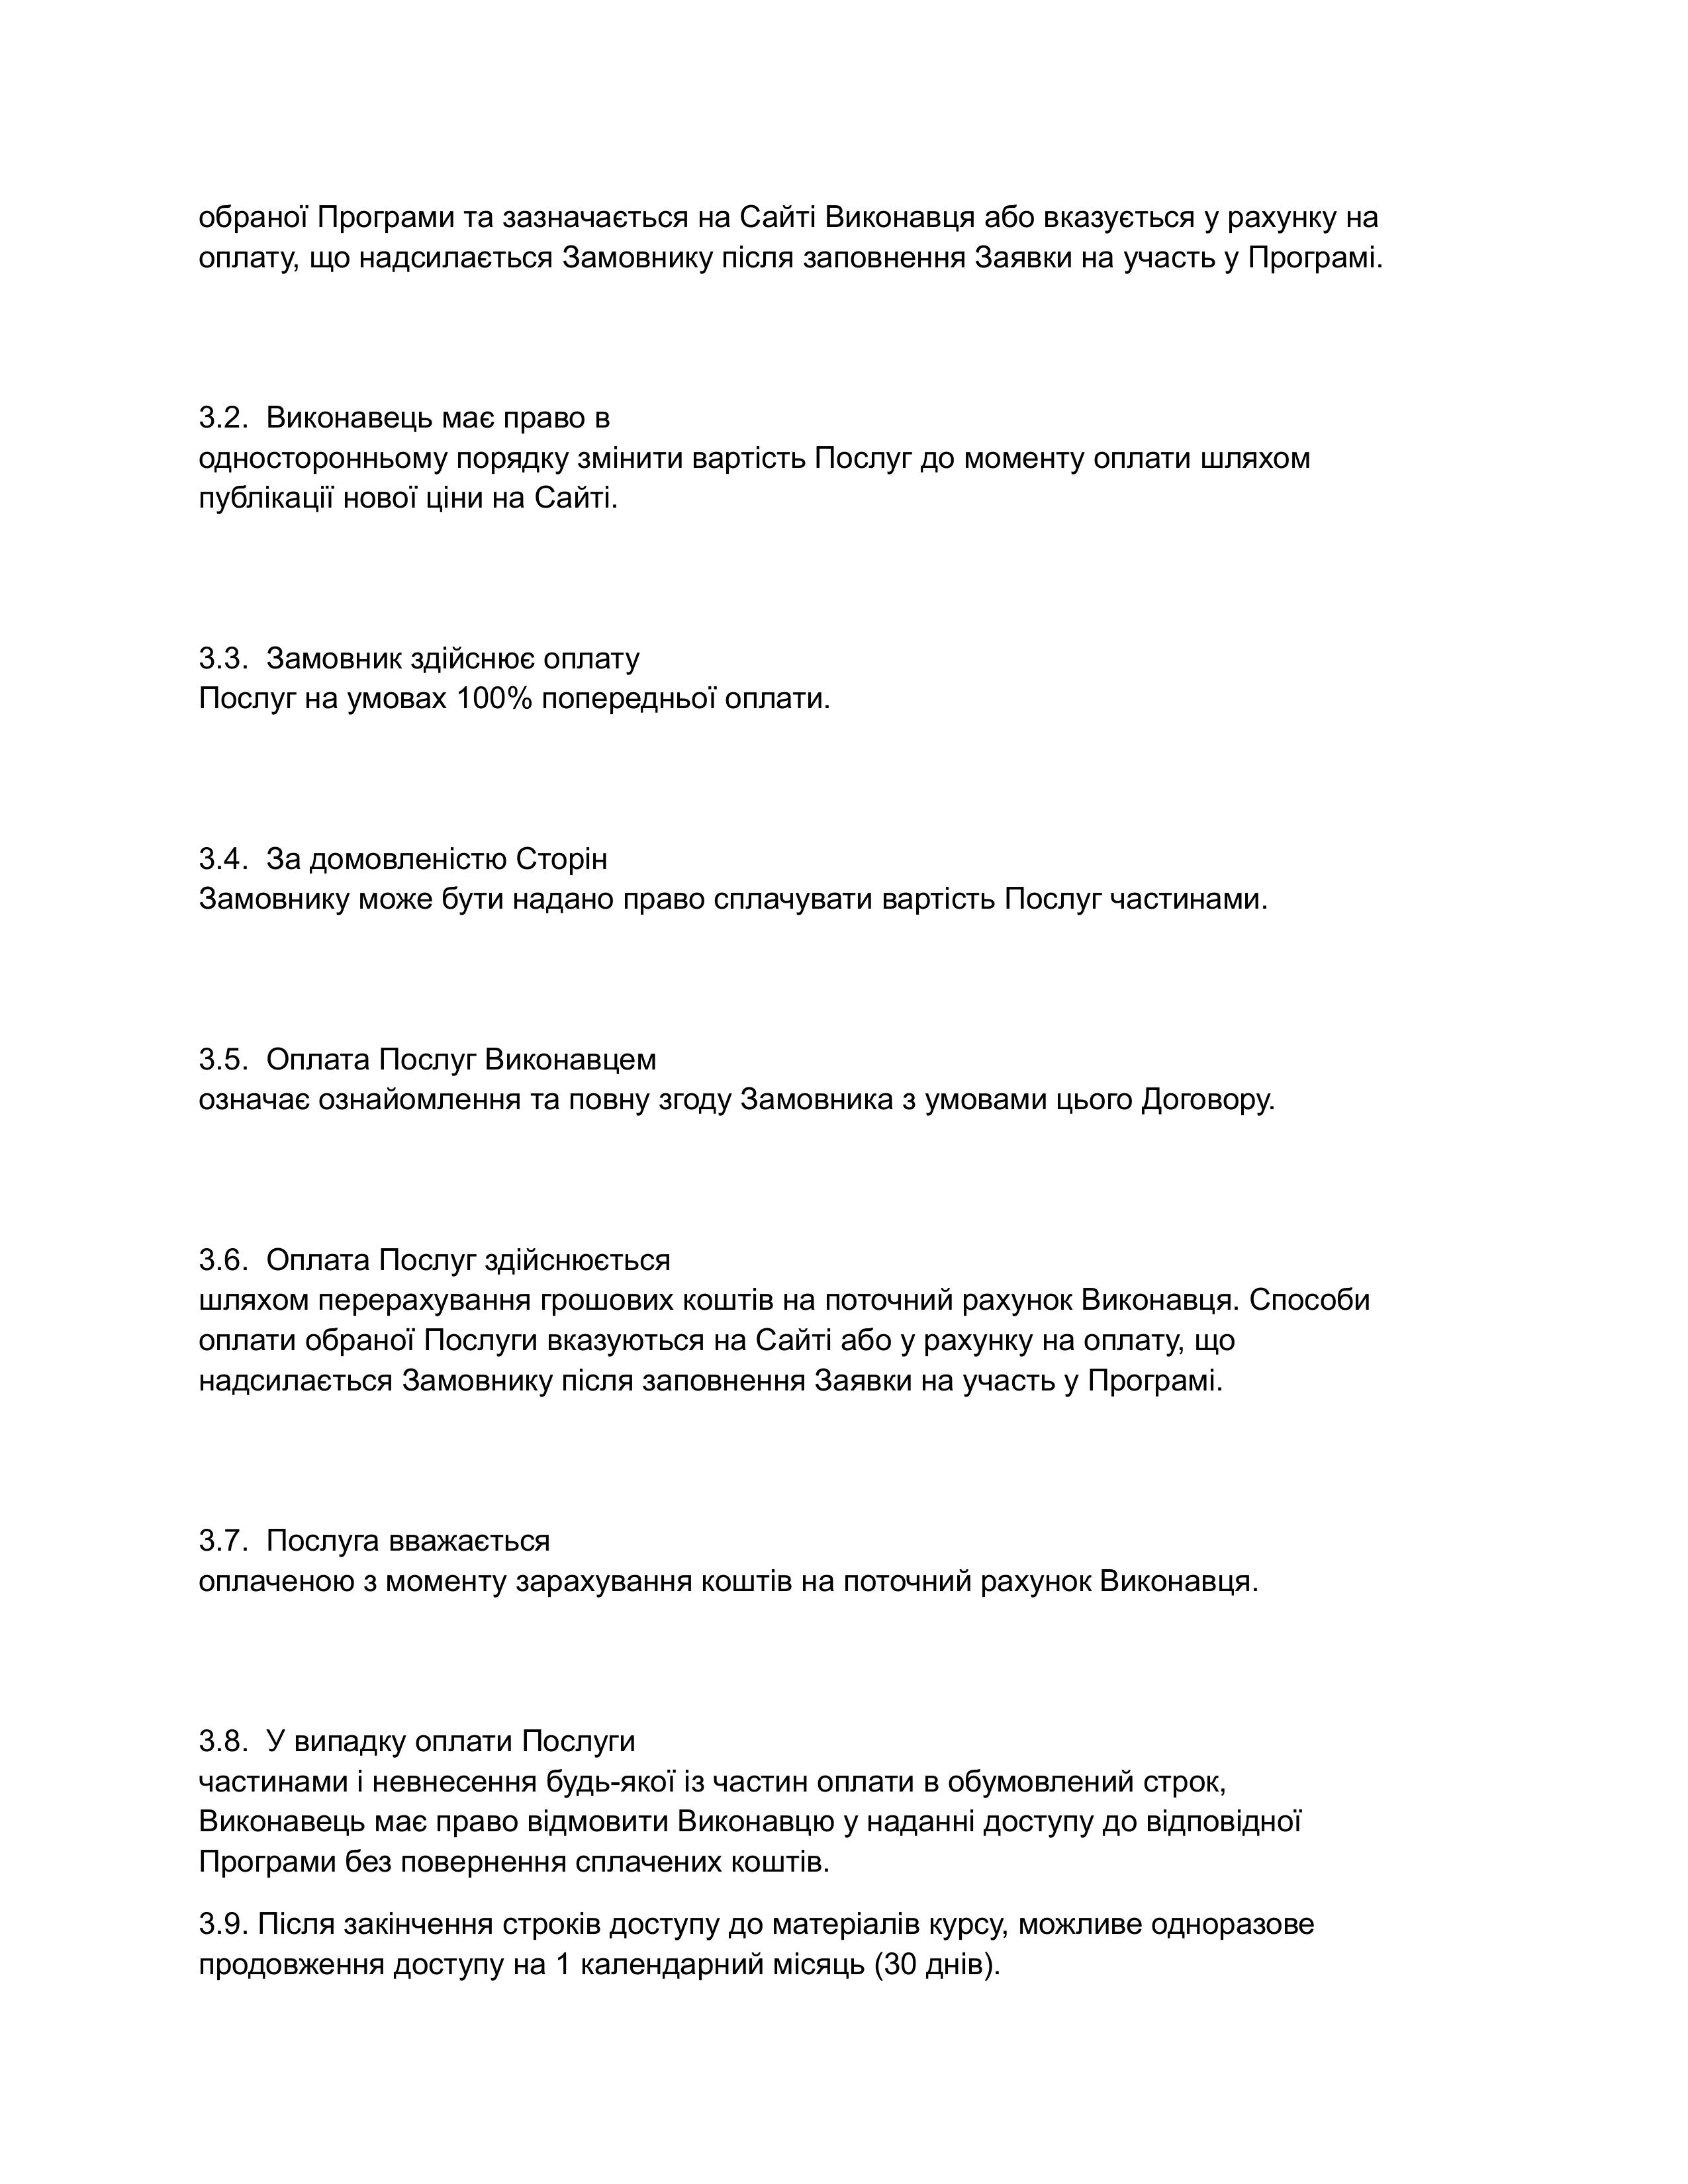 обраної Програми та зазначається на Сайті Виконавця або вказується у рахунку на
оплату, що надсилається Замовнику після заповнення Заявки на участь у Програмі.
3.2.  Виконавець має право в
односторонньому порядку змінити вартість Послуг до моменту оплати шляхом
публікації нової ціни на Сайті.
3.3.  Замовник здійснює оплату
Послуг на умовах 100% попередньої оплати.
3.4.  За домовленістю Сторін
Замовнику може бути надано право сплачувати вартість Послуг частинами.
3.5.  Оплата Послуг Виконавцем
означає ознайомлення та повну згоду Замовника з умовами цього Договору.
3.6.  Оплата Послуг здійснюється
шляхом перерахування грошових коштів на поточний рахунок Виконавця. Способи
оплати обраної Послуги вказуються на Сайті або у рахунку на оплату, що
надсилається Замовнику після заповнення Заявки на участь у Програмі.
3.7.  Послуга вважається
оплаченою з моменту зарахування коштів на поточний рахунок Виконавця.
3.8.  У випадку оплати Послуги
частинами і невнесення будь-якої із частин оплати в обумовлений строк,
Виконавець має право відмовити Виконавцю у наданні доступу до відповідної
Програми без повернення сплачених коштів.
3.9. Після закінчення строків доступу до матеріалів курсу, можливе одноразове
продовження доступу на 1 календарний місяць (30 днів).